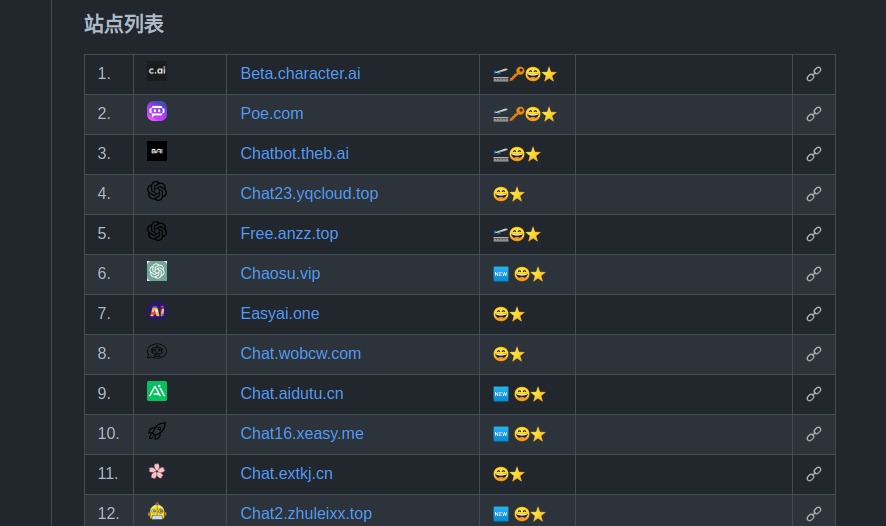 站点列表
1. c.ai Beta.character.ai 🛫🔑😄⭐ 🔗
2. Poe.com 🛫🔑😄⭐ 🔗
3. BAI Chatbot.theb.ai 🛫😄⭐ 🔗
4. Chat23.yqcloud.top 😄⭐ 🔗
5. Free.anzz.top 🛫😄⭐ 🔗
6. Chaosu.vip 🆕 😄⭐ 🔗
7. Ai Easyai.one 😄⭐ 🔗
8. Chat.wobcw.com 😄⭐ 🔗
9. Chat.aidutu.cn 🆕 😄⭐ 🔗
10. Chat16.xeasy.me 🆕 😄⭐ 🔗
11. Chat.extkj.cn 😄⭐ 🔗
12. Chat2.zhuleixx.top 🆕 😄⭐ 🔗